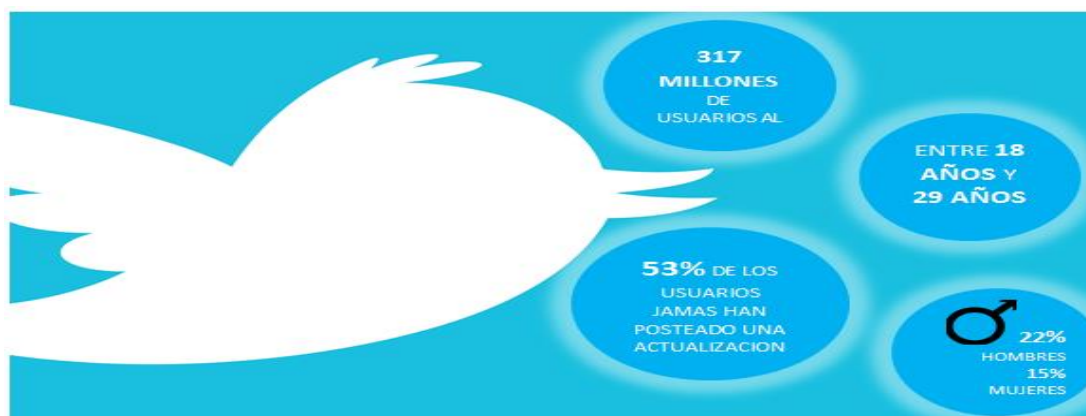 317
MILLONES
DE
USUARIOS AL
ENTRE 18
AÑOS Y
29 AÑOS
53% DE LOS
USUARIOS
JAMAS HAN
POSTEADO UNA
ACTUALIZACION
22%
HOMBRES
15%
MUJERES